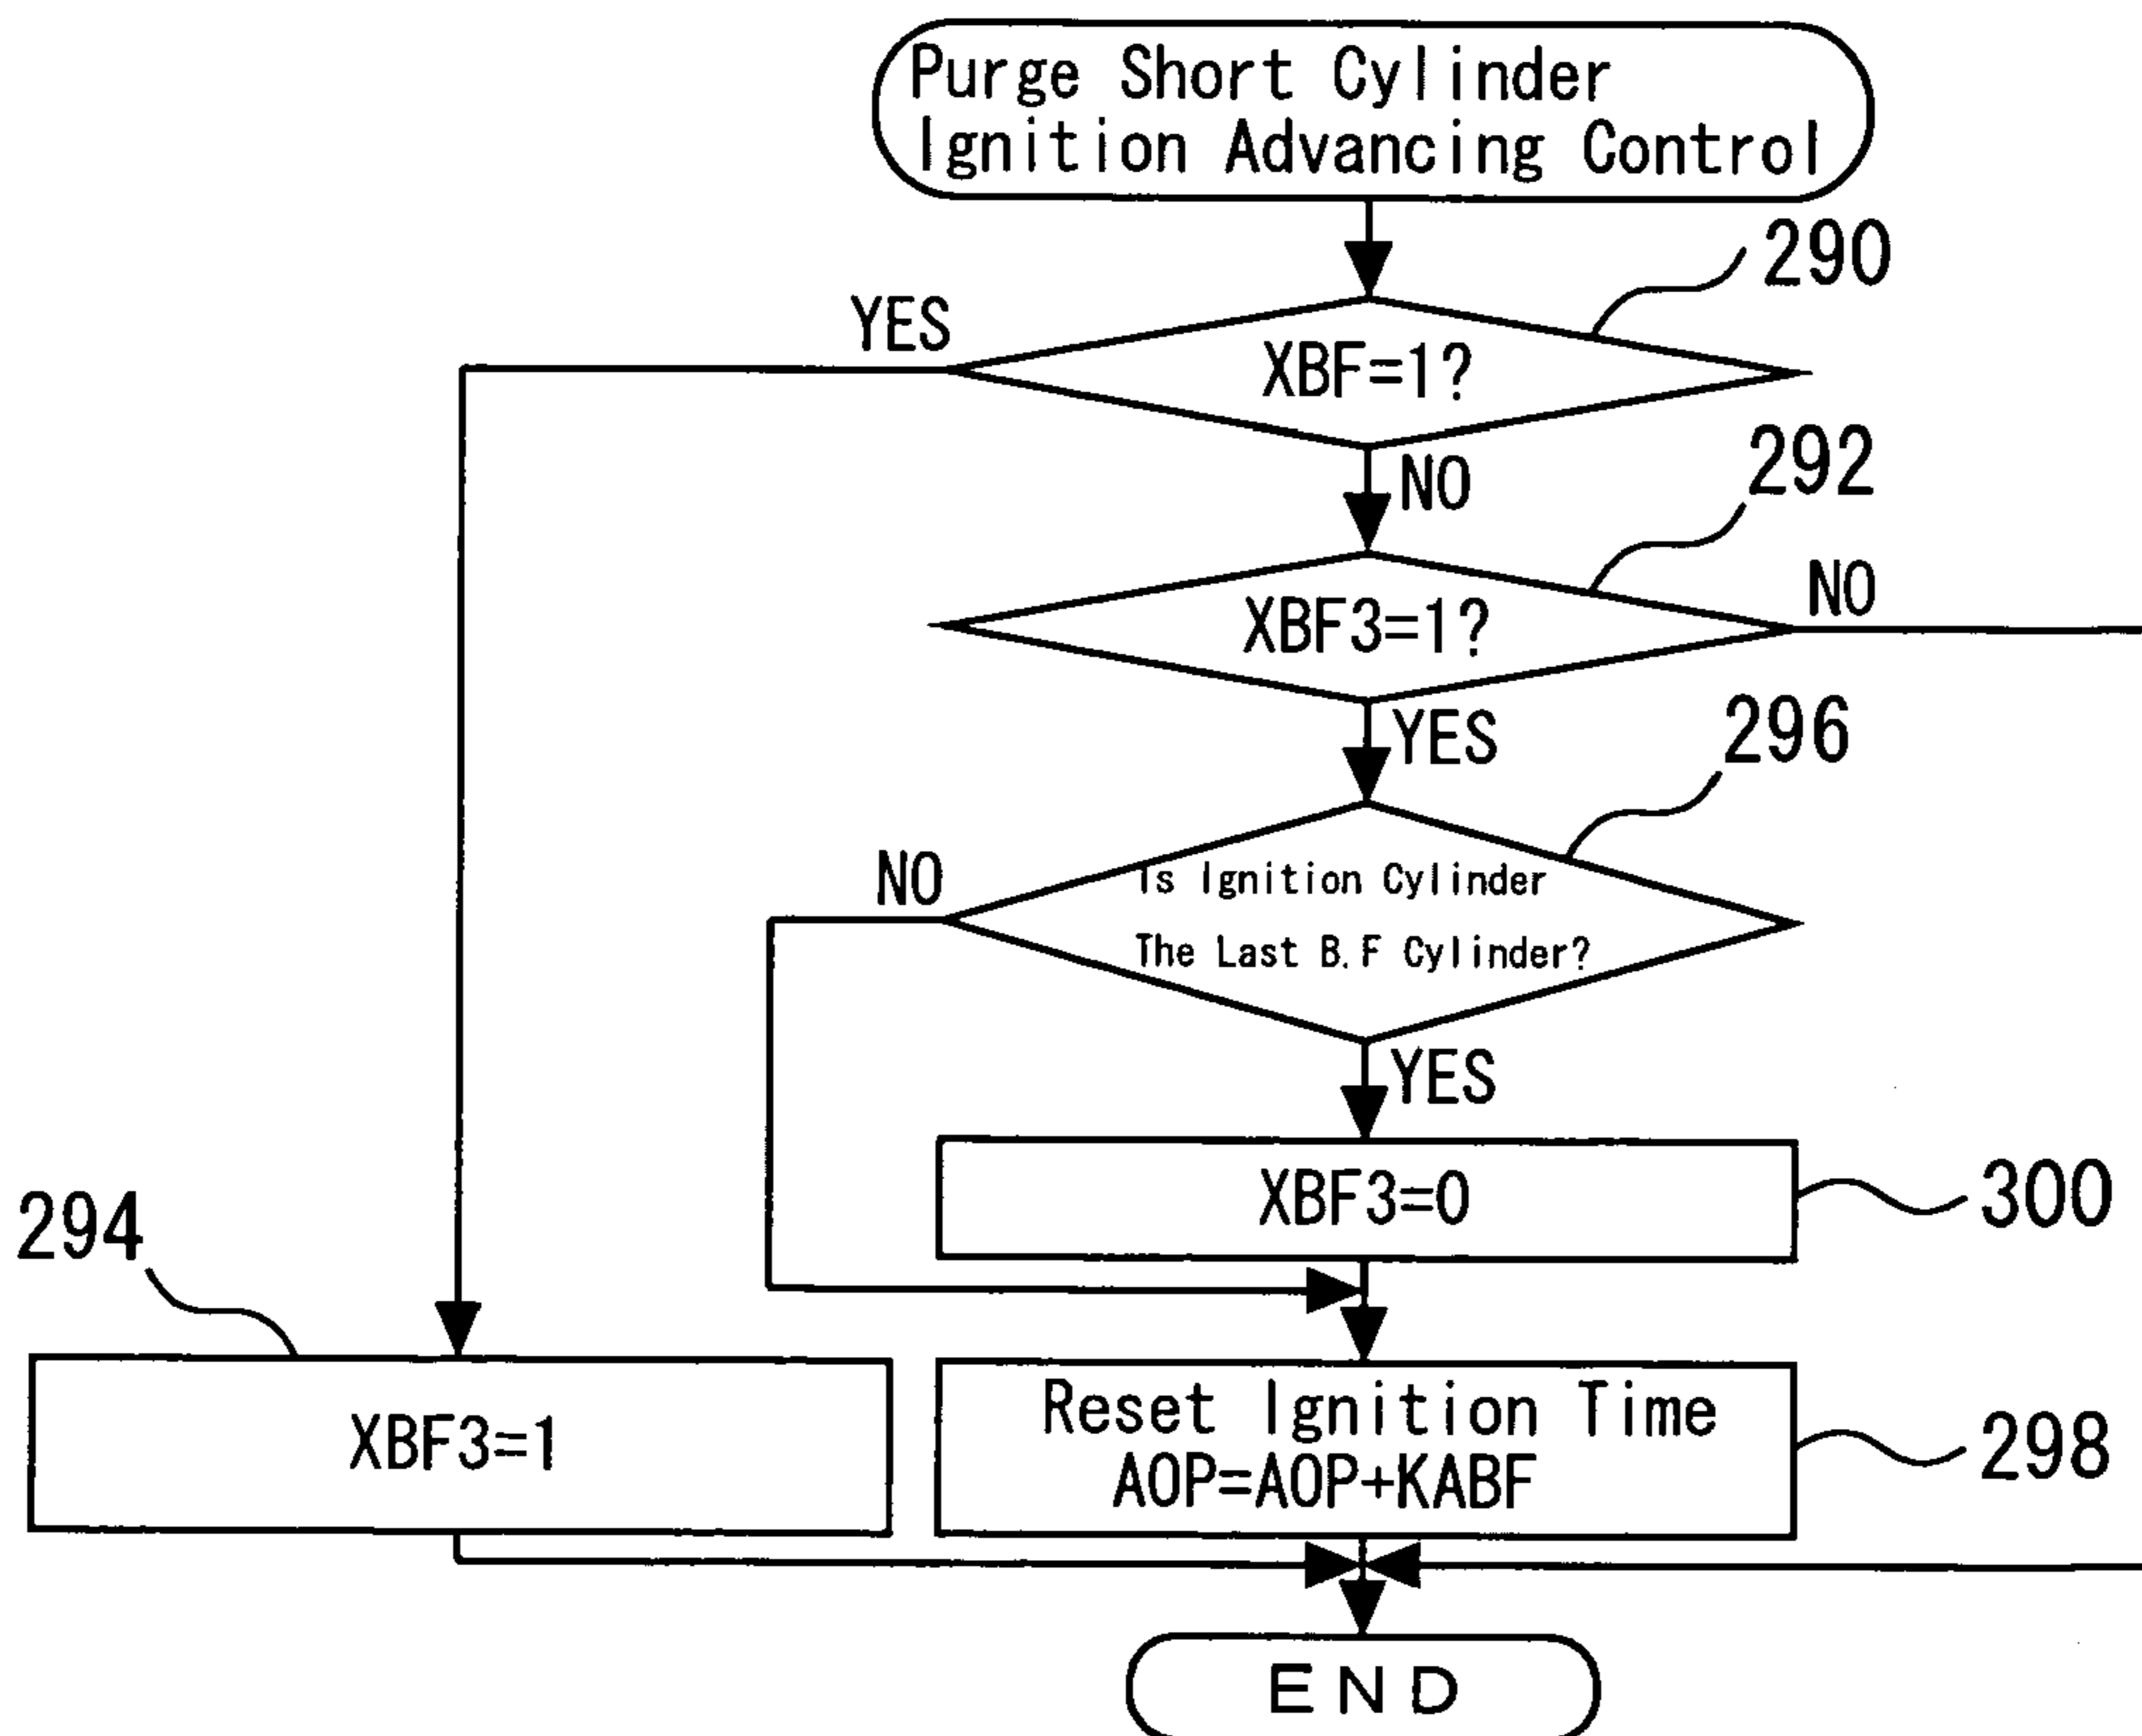 Purge Short Cylinder
Ignition Advancing Control
290
YES
XBF=1?
NO
292
XBF3=1?
NO
YES
296
NO
Is Ignition Cylinder
The Last B.F Cylinder?
YES
XBF3=0
300
294
XBF3=1
Reset Ignition Time
AOP=AOP+KABF
298
END